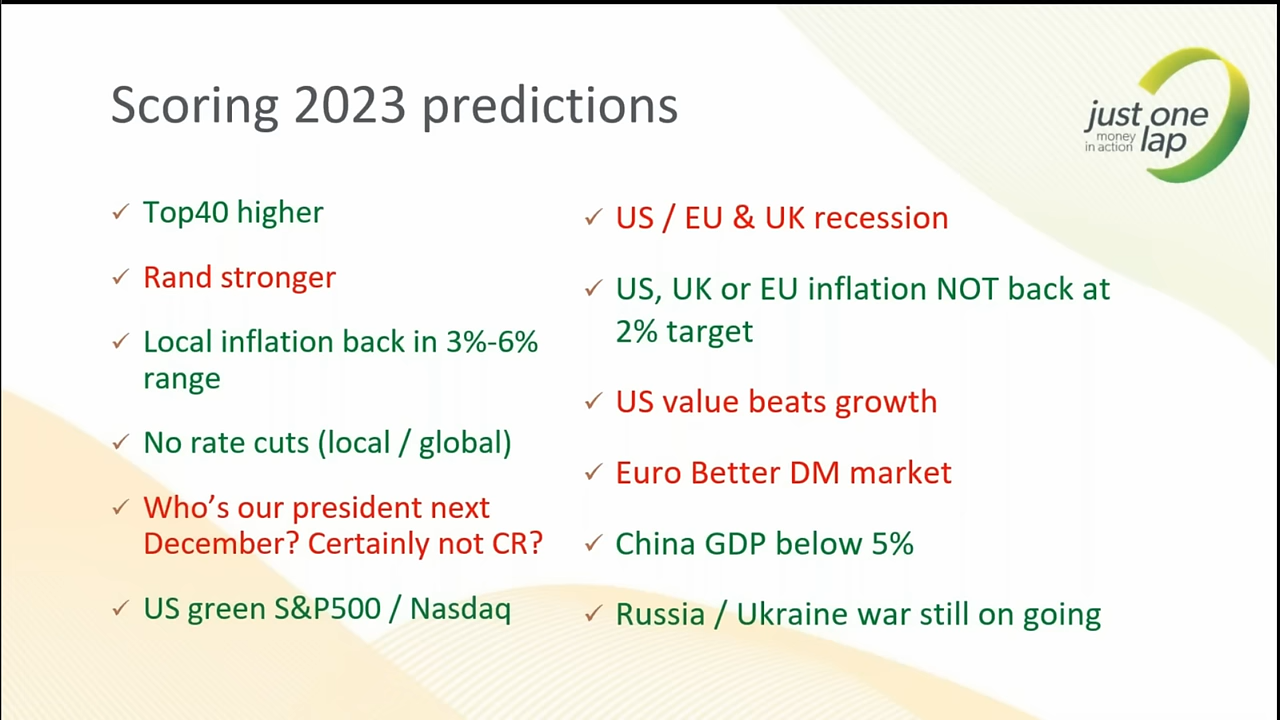 Scoring 2023 predictions
just one
money
in action
lap
✓ Top40 higher
✓ Rand stronger
✓ Local inflation back in 3%-6%
range
✓ No rate cuts (local / global)
✓ Who's our president next
December? Certainly not CR?
✓ US green S&P500 / Nasdaq
✓ US / EU & UK recession
✓ US, UK or EU inflation NOT back at
2% target
✓ US value beats growth
✓ Euro Better DM market
✓ China GDP below 5%
✓ Russia / Ukraine war still on going